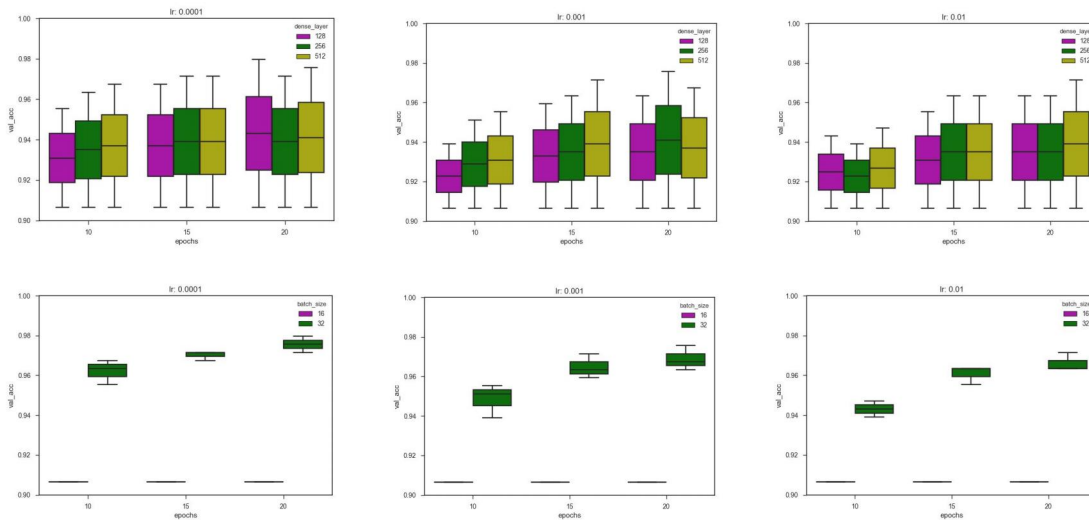 lr: 0.0001
dense_layer
128
256
512
1.00
0.98
0.96
0.94
0.92
0.90
val_acc
10
15
20
epochs
lr: 0.001
dense_layer
128
256
512
1.00
0.98
0.96
0.94
0.92
0.90
val_acc
10
15
20
epochs
lr: 0.01
dense_layer
128
256
512
1.00
0.98
0.96
0.94
0.92
0.90
val_acc
10
15
20
epochs
lr: 0.0001
batch_size
16
32
1.00
0.98
0.96
0.94
0.92
0.90
val_acc
10
15
20
epochs
lr: 0.001
batch_size
16
32
1.00
0.98
0.96
0.94
0.92
0.90
val_acc
10
15
20
epochs
lr: 0.01
batch_size
16
32
1.00
0.98
0.96
0.94
0.92
0.90
val_acc
10
15
20
epochs